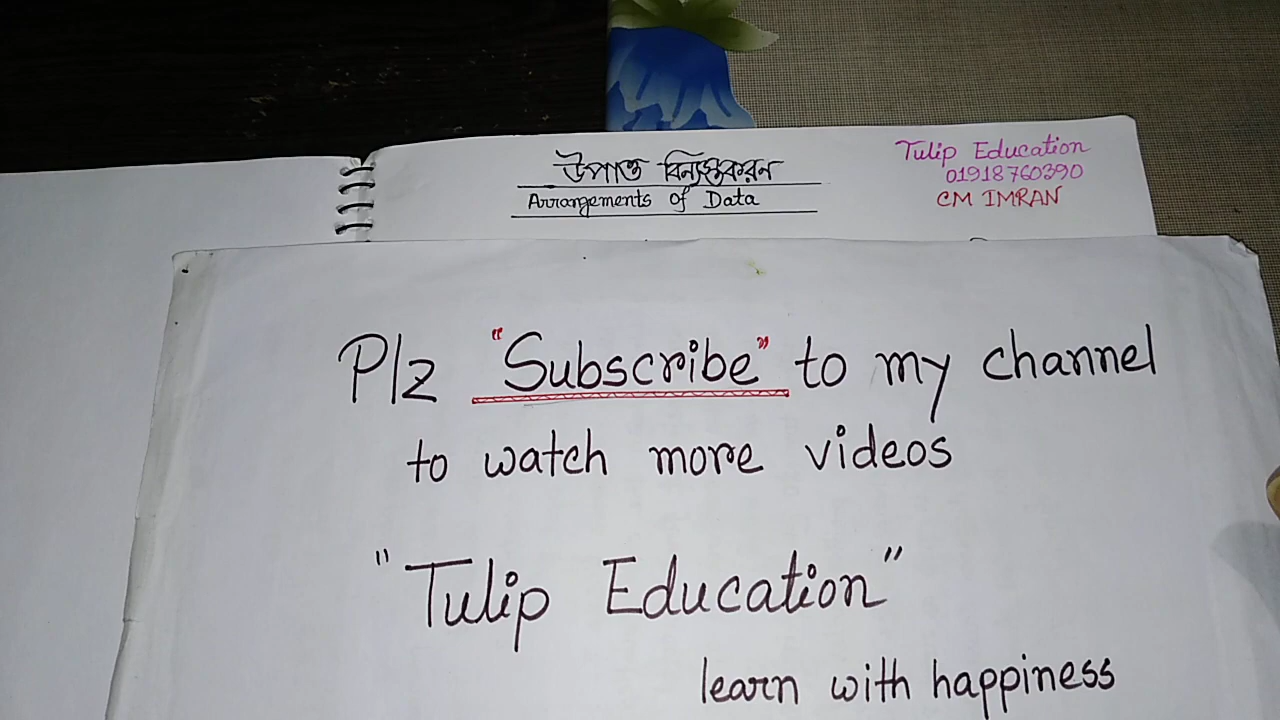 উপাত্ত বিন্যস্তকরন
Arrangements of Data
Tulip Education
01918760390
CM IMRAN
Plz "Subscribe" to my channel
to watch more videos
"Tulip Education"
learn with happiness